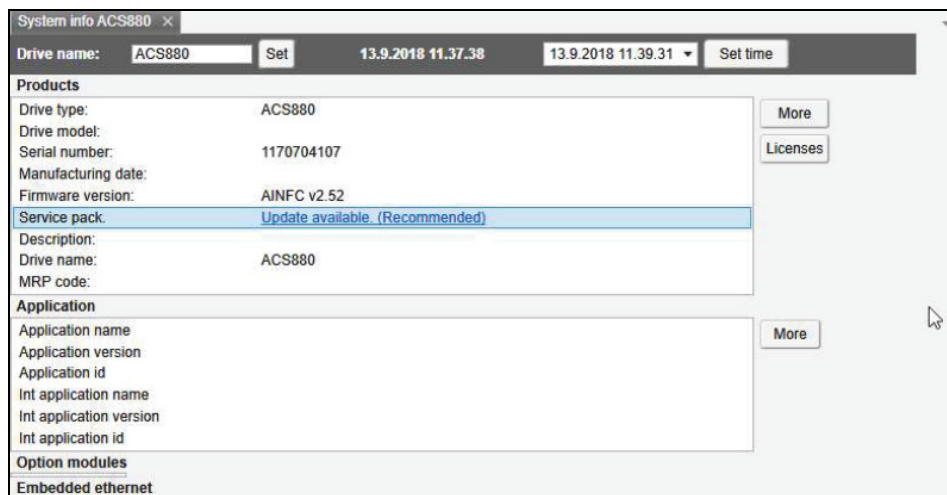 System info ACS880 ×
Drive name: ACS880 Set 13.9.2018 11.37.38 13.9.2018 11.39.31 Set time
Products
Drive type: ACS880 More
Drive model:
Serial number: 1170704107 Licenses
Manufacturing date:
Firmware version: AINFC v2.52
Service pack. Update available. (Recommended)
Description:
Drive name: ACS880
MRP code:
Application
Application name More
Application version
Application id
Int application name
Int application version
Int application id
Option modules
Embedded ethernet